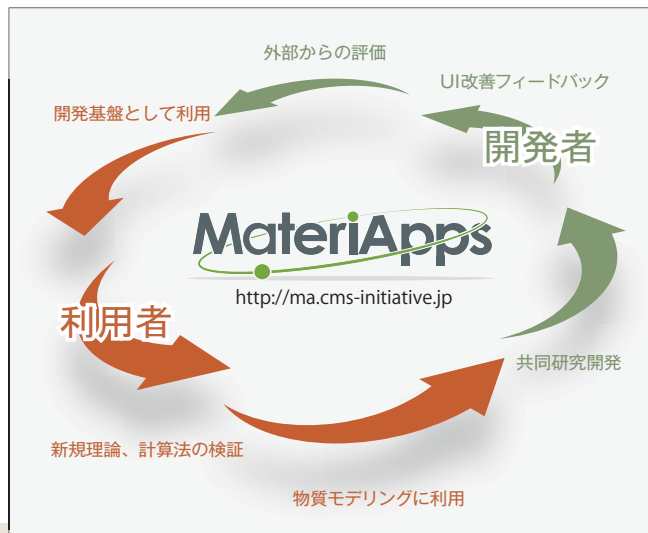 外部からの評価
UI改善フィードバック
開発基盤として利用
開発者
MateriApps
http://ma.cms-initiative.jp
利用者
共同研究開発
新規理論、計算法の検証
物質モデリングに利用